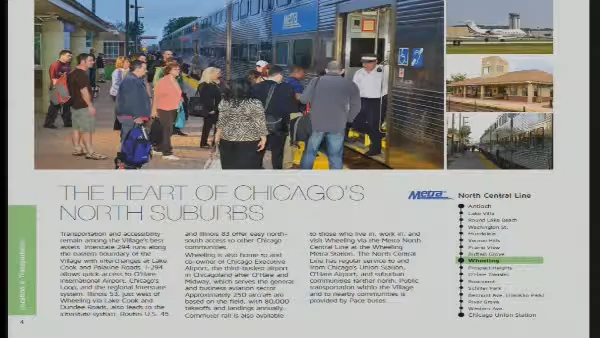 METRA
THE HEART OF CHICAGO'S
NORTH SUBURBS
Transportation and accessibility
remain among the Village's best
assets. Interstate 294 runs along
the eastern boundary of the
Village with interchanges at Lake
Cook and Palatine Roads. I-294
allows quick access to O'Hare
International Airport, Chicago's
Loop, and the regional Interstate
system. Illinois 53, just west of
Wheeling via Lake Cook and
Dundee Roads, also leads to the
interstate system. Routes U.S. 45
and Illinois 83 offer easy north-
south access to other Chicago
communities.
Wheeling is also home to and
co-owner of Chicago Executive
Airport, the third-busiest airport
in Chicago after O'Hare and
Midway, which serves the general
and business aviation sector.
Approximately 250 aircraft are
based on the field, with 80,000
takeoffs and landings annually.
Commuter rail is also available
to those who live in, work in, and
visit Wheeling via the Metra North
Central Line at the Wheeling
Metra Station. The North Central
Line has regular service to and
from Chicago's Union Station,
O'Hare Airport, and suburban
communities farther north. Public
transportation within the Village
and to nearby communities is
provided by Pace buses.
Metra North Central Line
Antioch
Lake Villa
Round Lake Beach
Washington St.
Mundelein
Vernon Hills
Prairie View
Buffalo Grove
Wheeling
Prospect Heights
O'Hare Transfer
Rosemont
Schiller Park
Belmont Ave. (Franklin Park)
River Grove
Western Ave.
Chicago Union Station
Transportation
4